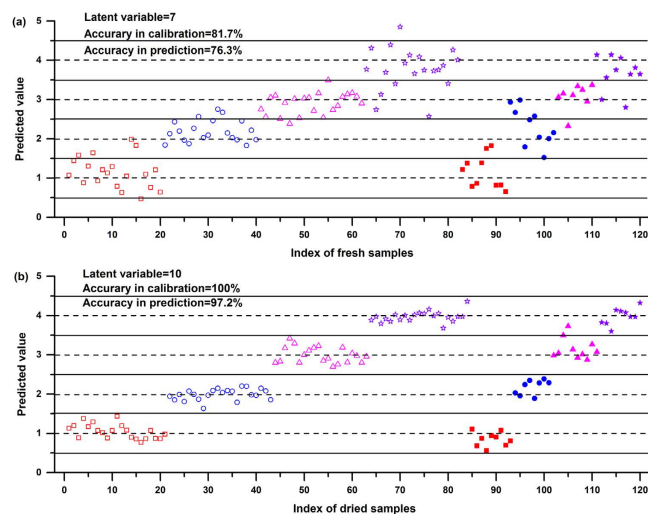 (a)
Latent variable=7
Accurary in calibration=81.7%
Accuracy in prediction=76.3%
Predicted value
5
4
3
2
1
0
0 10 20 30 40 50 60 70 80 90 100 110 120
Index of fresh samples
(b)
Latent variable=10
Accurary in calibration=100%
Accuracy in prediction=97.2%
Predicted value
5
4
3
2
1
0
0 10 20 30 40 50 60 70 80 90 100 110 120
Index of dried samples